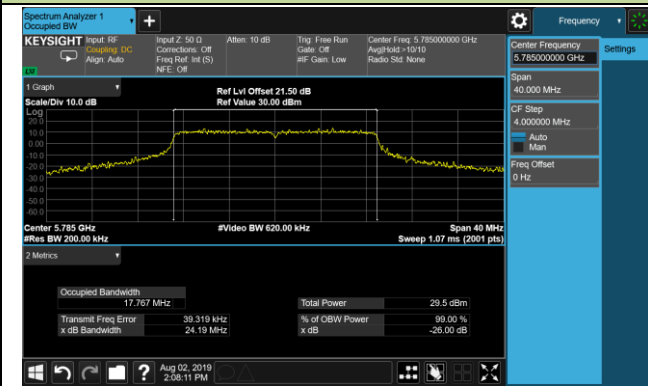 Spectrum Analyzer 1
Occupied BW
+
Frequency
KEYSIGHT
Input: RF
Coupling: DC
Align: Auto
Input Z: 50 Ω
Corrections: Off
Freq Ref: Int (S)
NFE: Off
Atten: 10 dB
Trig: Free Run
Gate: Off
#IF Gain: Low
Center Freq: 5.785000000 GHz
Avg|Hold:>10/10
Radio Std: None
Center Frequency
5.785000000 GHz
Settings
Span
40.000 MHz
CF Step
4.000000 MHz
Auto
Man
Freq Offset
0 Hz
1 Graph
Scale/Div 10.0 dB
Ref Lvl Offset 21.50 dB
Ref Value 30.00 dBm
Log
20.0
10.0
0.00
-10.0
-20.0
-30.0
-40.0
-50.0
-60.0
Center 5.785 GHz
#Res BW 200.00 kHz
#Video BW 620.00 kHz
Span 40 MHz
Sweep 1.07 ms (2001 pts)
2 Metrics
Occupied Bandwidth
17.767 MHz
Total Power 29.5 dBm
Transmit Freq Error 39.319 kHz
% of OBW Power 99.00 %
x dB Bandwidth 24.19 MHz
x dB -26.00 dB
?
Aug 02, 2019
2:08:11 PM